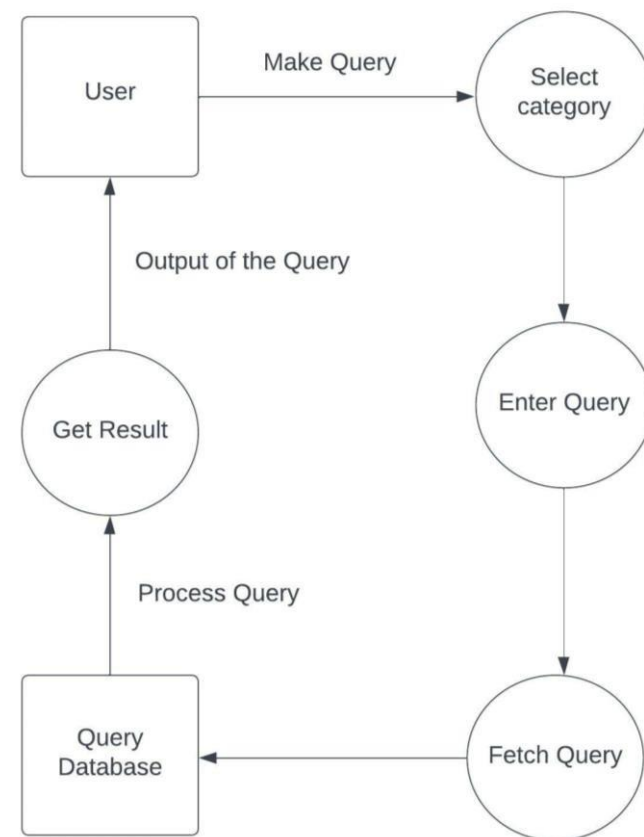 User
Make Query
Select
category
Output of the Query
Enter Query
Get Result
Process Query
Query
Database
Fetch Query